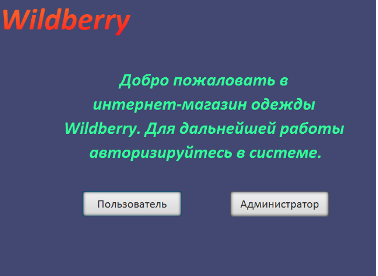 Wildberry
Добро пожаловать в
интернет-магазин одежды
Wildberry. Для дальнейшей работы
авторизируйтесь в системе.
Пользователь
Администратор